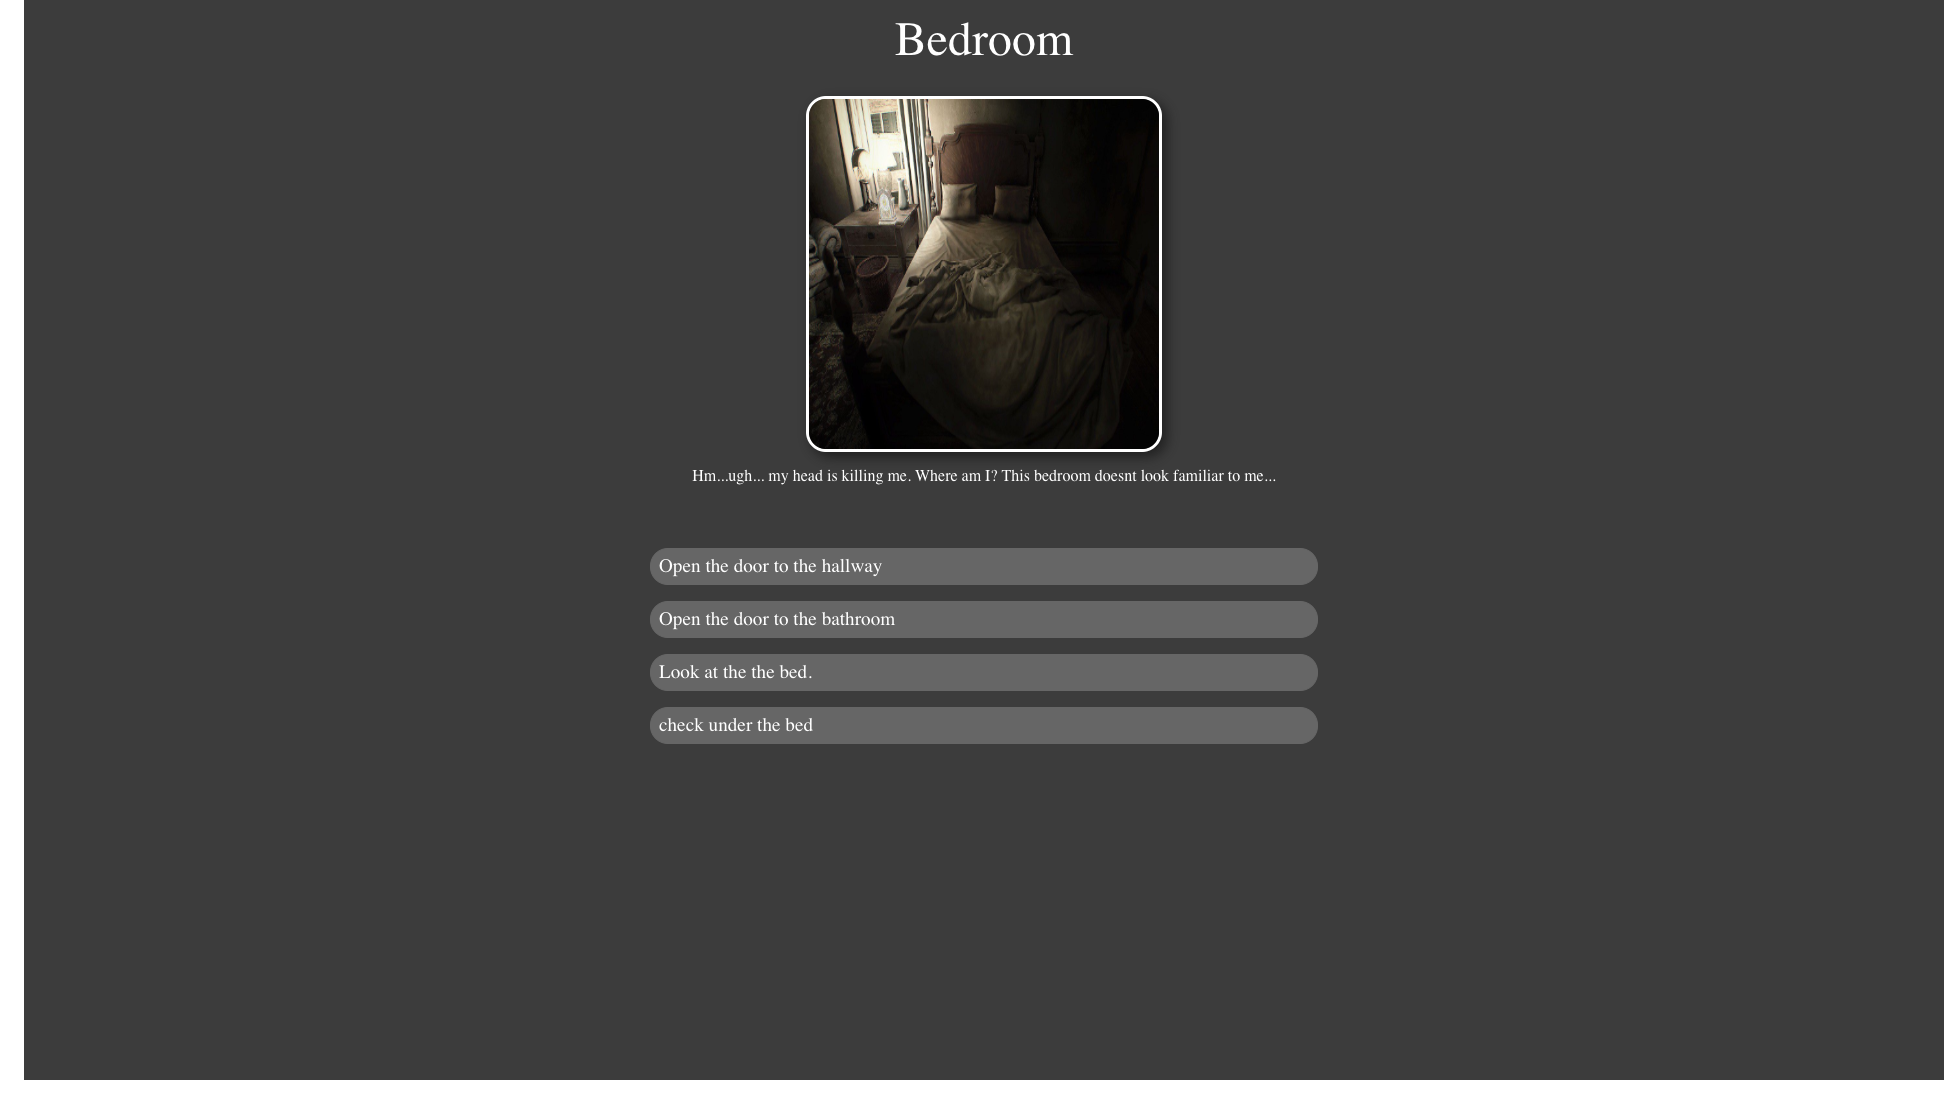 Bedroom
Hm...ugh... my head is killing me. Where am I? This bedroom doesnt look familiar to me...
Open the door to the hallway
Open the door to the bathroom
Look at the the bed.
check under the bed